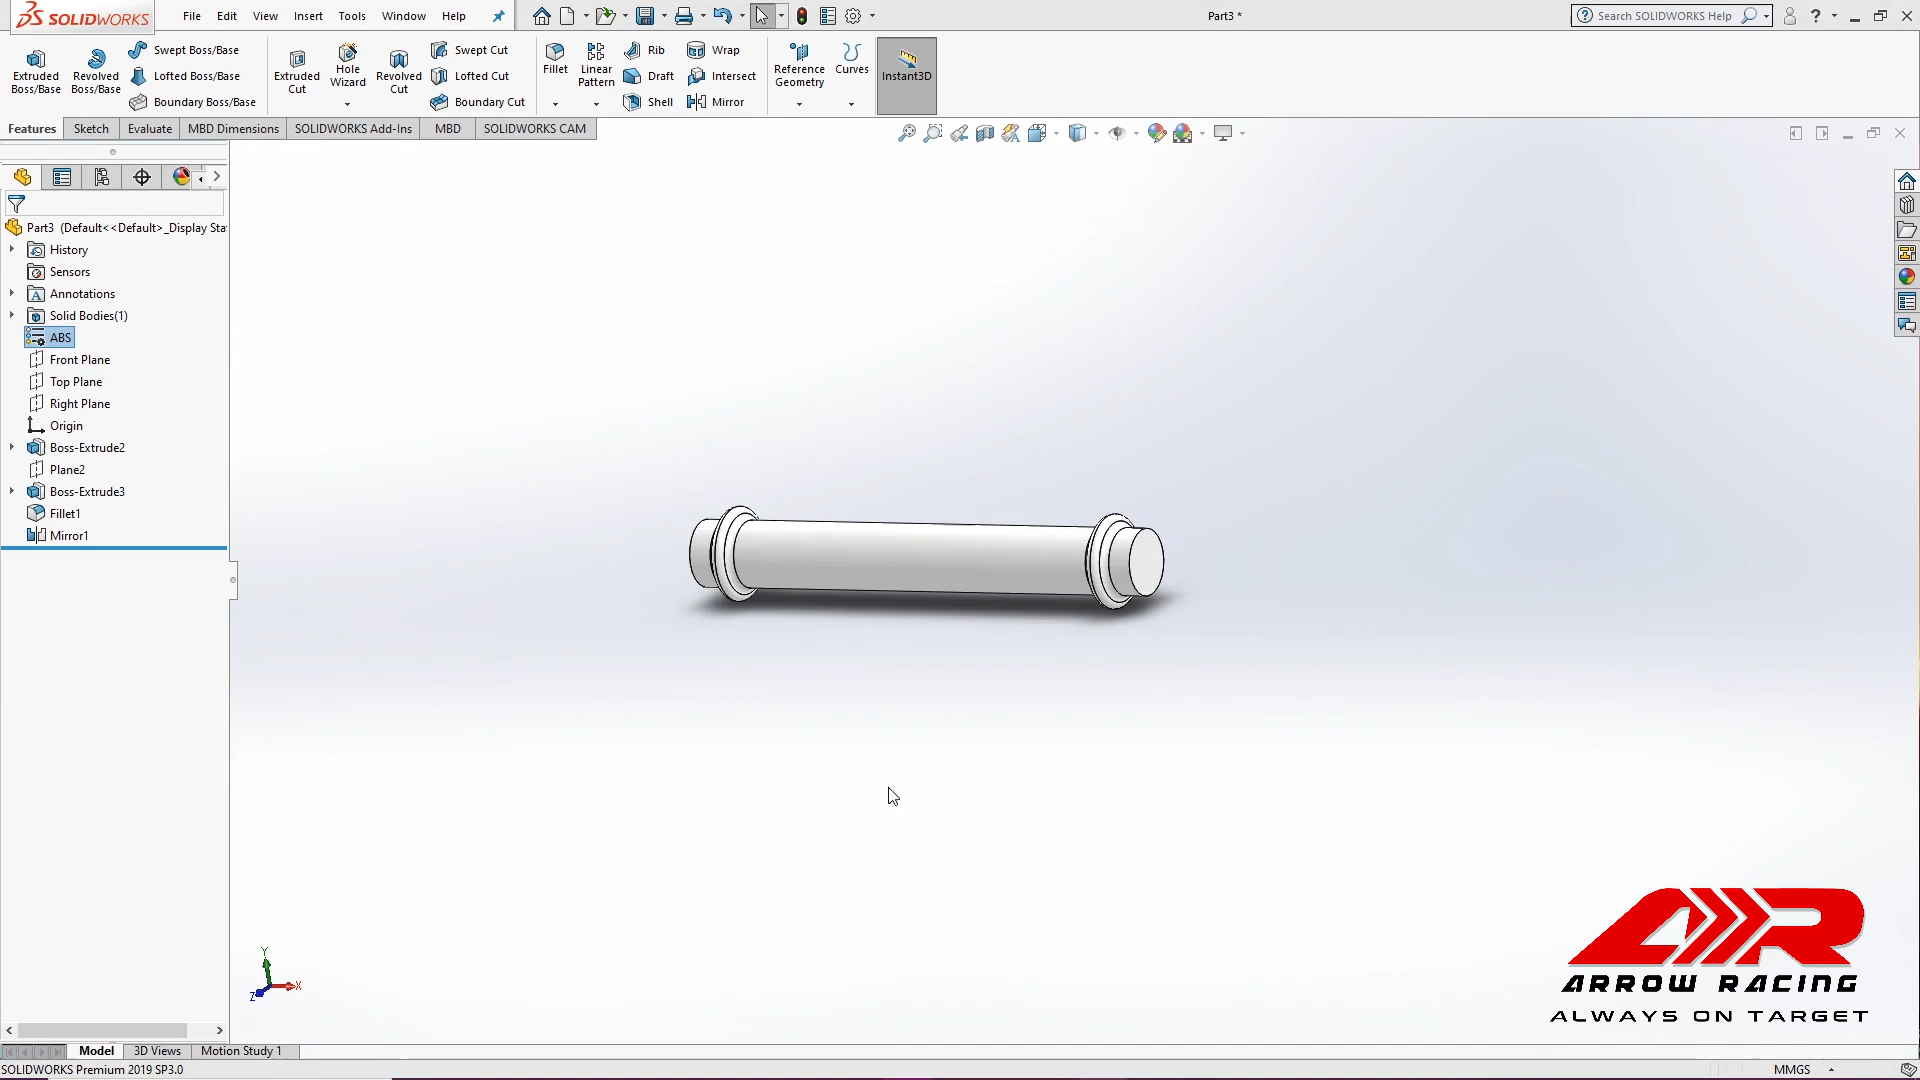 SOLIDWORKS
File Edit View Insert Tools Window Help
Part3 *
Search SOLIDWORKS Help
Extruded Boss/Base
Revolved Boss/Base
Swept Boss/Base
Lofted Boss/Base
Boundary Boss/Base
Extruded Cut
Hole Wizard
Revolved Cut
Swept Cut
Lofted Cut
Boundary Cut
Fillet
Linear Pattern
Rib
Draft
Shell
Wrap
Intersect
Mirror
Reference Geometry
Curves
Instant3D
Features Sketch Evaluate MBD Dimensions SOLIDWORKS Add-Ins MBD SOLIDWORKS CAM
Part3 (Default<<Default>_Display Sta
History
Sensors
Annotations
Solid Bodies(1)
ABS
Front Plane
Top Plane
Right Plane
Origin
Boss-Extrude2
Plane2
Boss-Extrude3
Fillet1
Mirror1
Y
X
Z
AR
ARROW RACING
ALWAYS ON TARGET
Model 3D Views Motion Study 1
SOLIDWORKS Premium 2019 SP3.0
MMGS